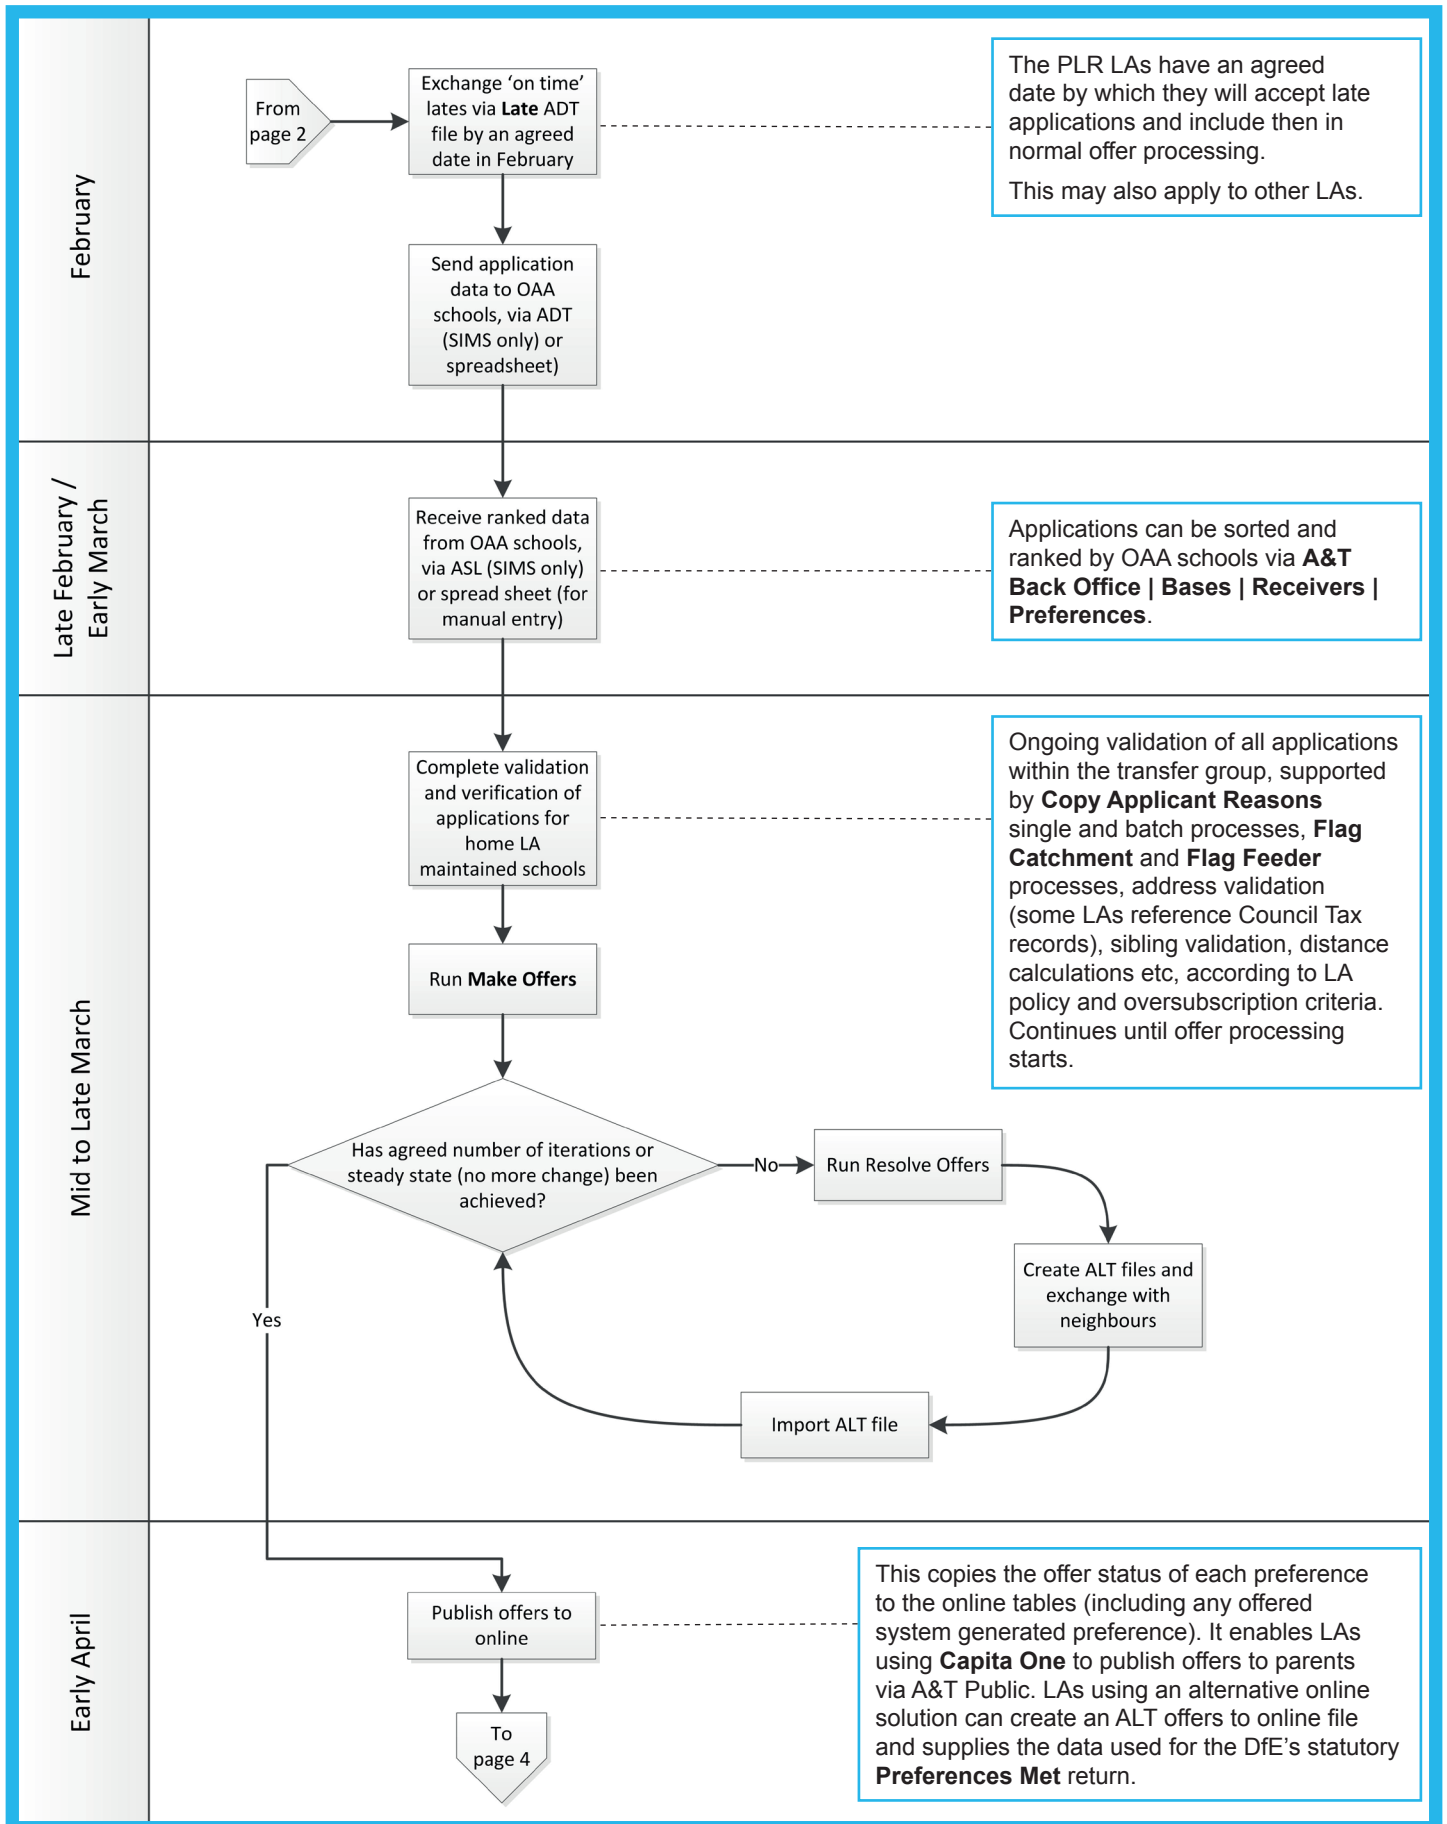 February
From
page 2
Exchange ‘on time’
lates via Late ADT
file by an agreed
date in February
The PLR LAs have an agreed
date by which they will accept late
applications and include then in
normal offer processing.
This may also apply to other LAs.
Send application
data to OAA
schools, via ADT
(SIMS only) or
spreadsheet)
Late February /
Early March
Receive ranked data
from OAA schools,
via ASL (SIMS only)
or spread sheet (for
manual entry)
Applications can be sorted and
ranked by OAA schools via A&T
Back Office | Bases | Receivers |
Preferences.
Mid to Late March
Complete validation
and verification of
applications for
home LA
maintained schools
Ongoing validation of all applications
within the transfer group, supported
by Copy Applicant Reasons
single and batch processes, Flag
Catchment and Flag Feeder
processes, address validation
(some LAs reference Council Tax
records), sibling validation, distance
calculations etc, according to LA
policy and oversubscription criteria.
Continues until offer processing
starts.
Run Make Offers
Has agreed number of iterations or
steady state (no more change) been
achieved?
No
Run Resolve Offers
Create ALT files and
exchange with
neighbours
Import ALT file
Yes
Early April
Publish offers to
online
This copies the offer status of each preference
to the online tables (including any offered
system generated preference). It enables LAs
using Capita One to publish offers to parents
via A&T Public. LAs using an alternative online
solution can create an ALT offers to online file
and supplies the data used for the DfE’s statutory
Preferences Met return.
To
page 4